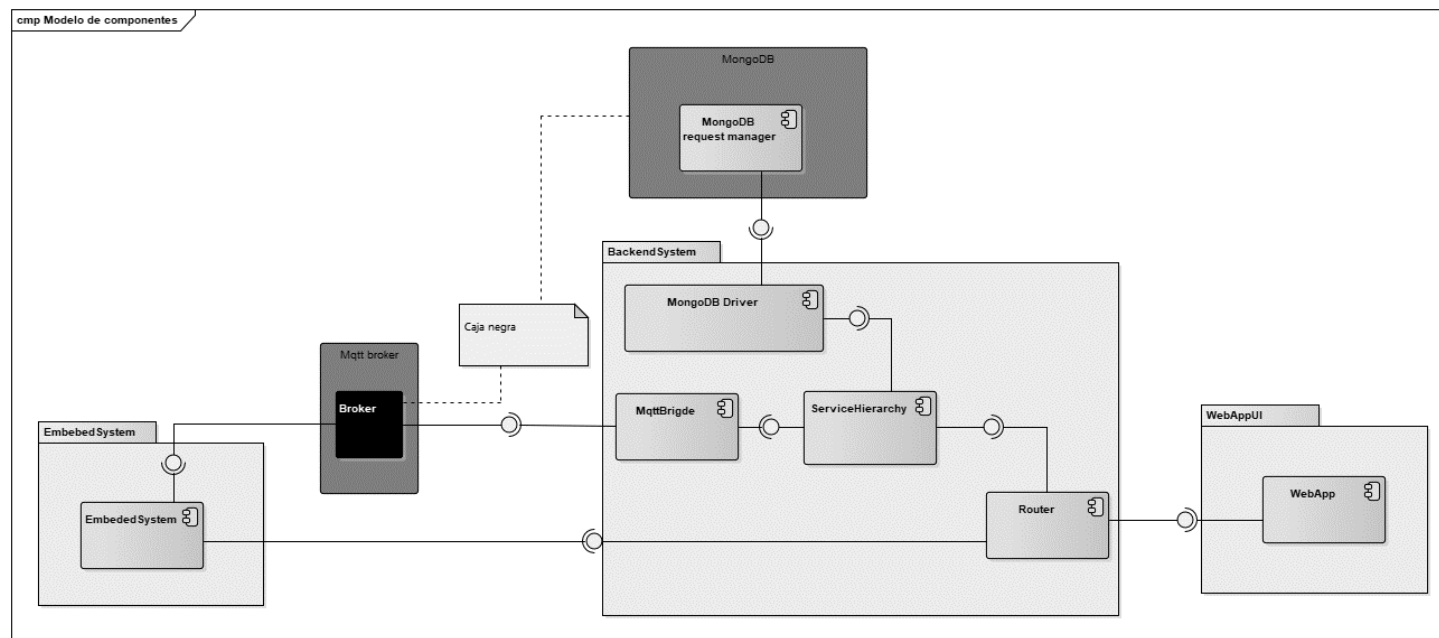 cmp Modelo de componentes
MongoDB
MongoDB
request manager
BackendSystem
MongoDB Driver
Caja negra
Mqtt broker
Broker
MqttBrigde
ServiceHierarchy
EmbebedSystem
WebAppUI
EmbededSystem
Router
WebApp